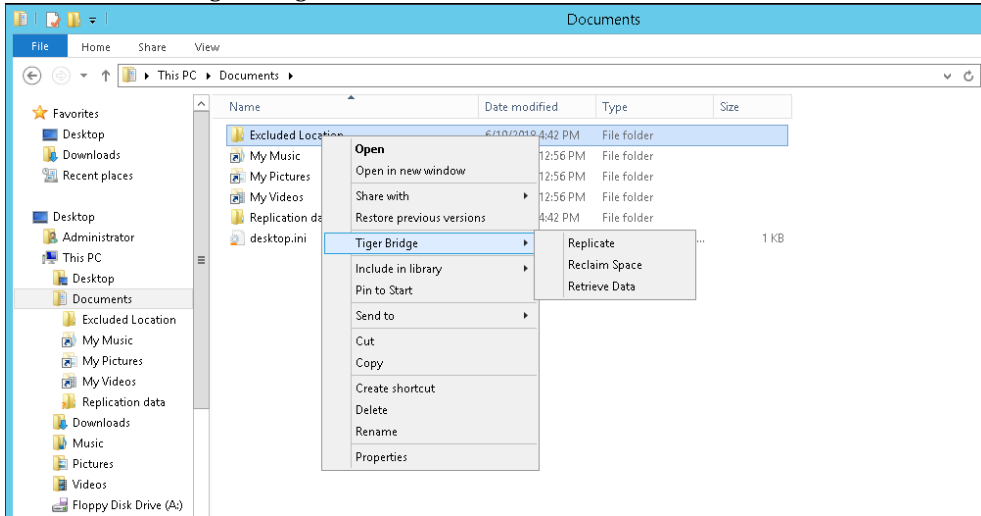 Documents
File Home Share View
This PC Documents
Favorites
Desktop
Downloads
Recent places
Desktop
Administrator
This PC
Desktop
Documents
Excluded Location
My Music
My Pictures
My Videos
Replication data
Downloads
Music
Pictures
Videos
Floppy Disk Drive (A:)
Name Date modified Type Size
Excluded Location 6/19/2018 4:42 PM File folder
My Music 12:56 PM File folder
My Pictures 12:56 PM File folder
My Videos 12:56 PM File folder
Replication da 4:42 PM File folder
desktop.ini ... 1 KB
Open
Open in new window
Share with
Restore previous versions
Tiger Bridge
Include in library
Pin to Start
Send to
Cut
Copy
Create shortcut
Delete
Rename
Properties
Replicate
Reclaim Space
Retrieve Data